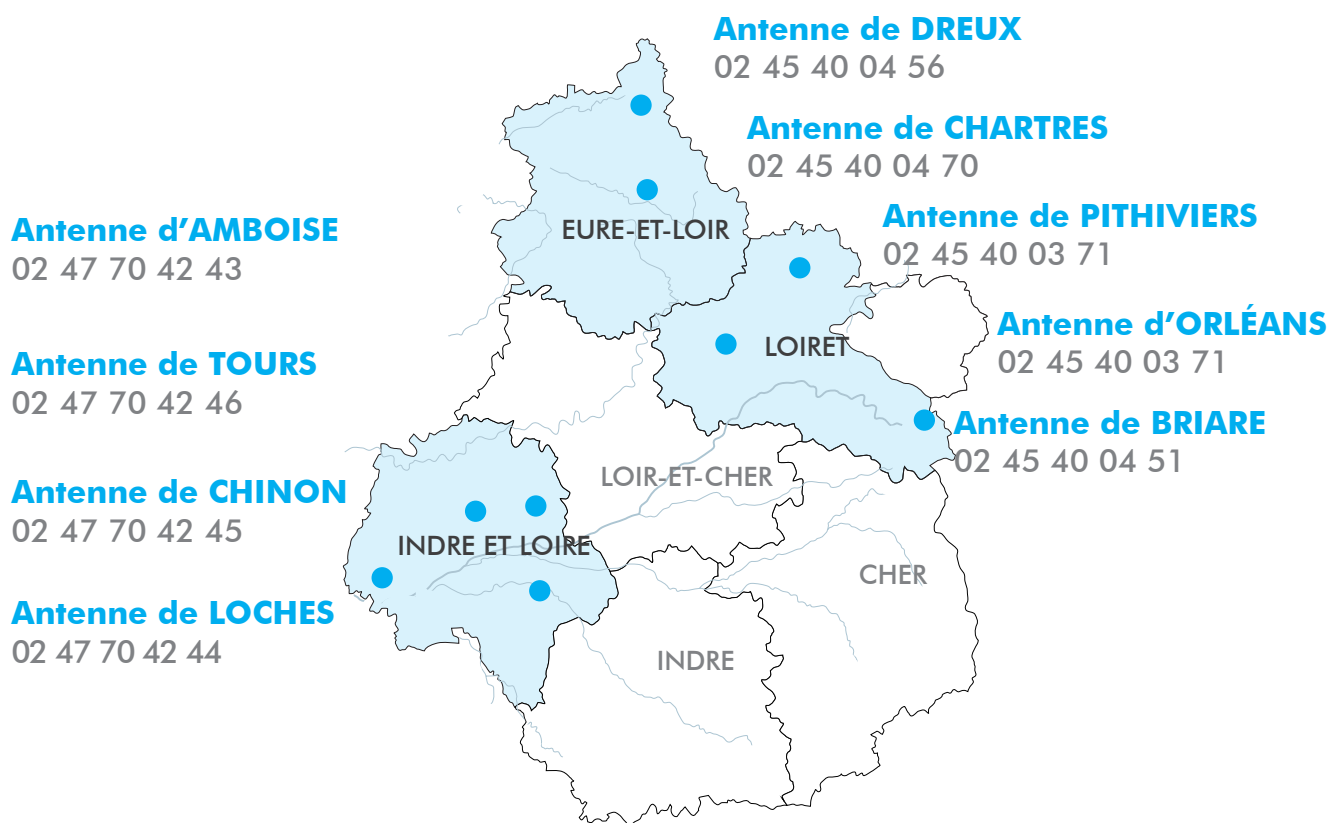 Antenne de DREUX
02 45 40 04 56
Antenne de CHARTRES
02 45 40 04 70
Antenne de PITHIVIERS
02 45 40 03 71
Antenne d’ORLÉANS
02 45 40 03 71
Antenne de BRIARE
02 45 40 04 51
Antenne d’AMBOISE
02 47 70 42 43
Antenne de TOURS
02 47 70 42 46
Antenne de CHINON
02 47 70 42 45
Antenne de LOCHES
02 47 70 42 44
EURE-ET-LOIR
LOIRET
LOIR-ET-CHER
INDRE ET LOIRE
CHER
INDRE